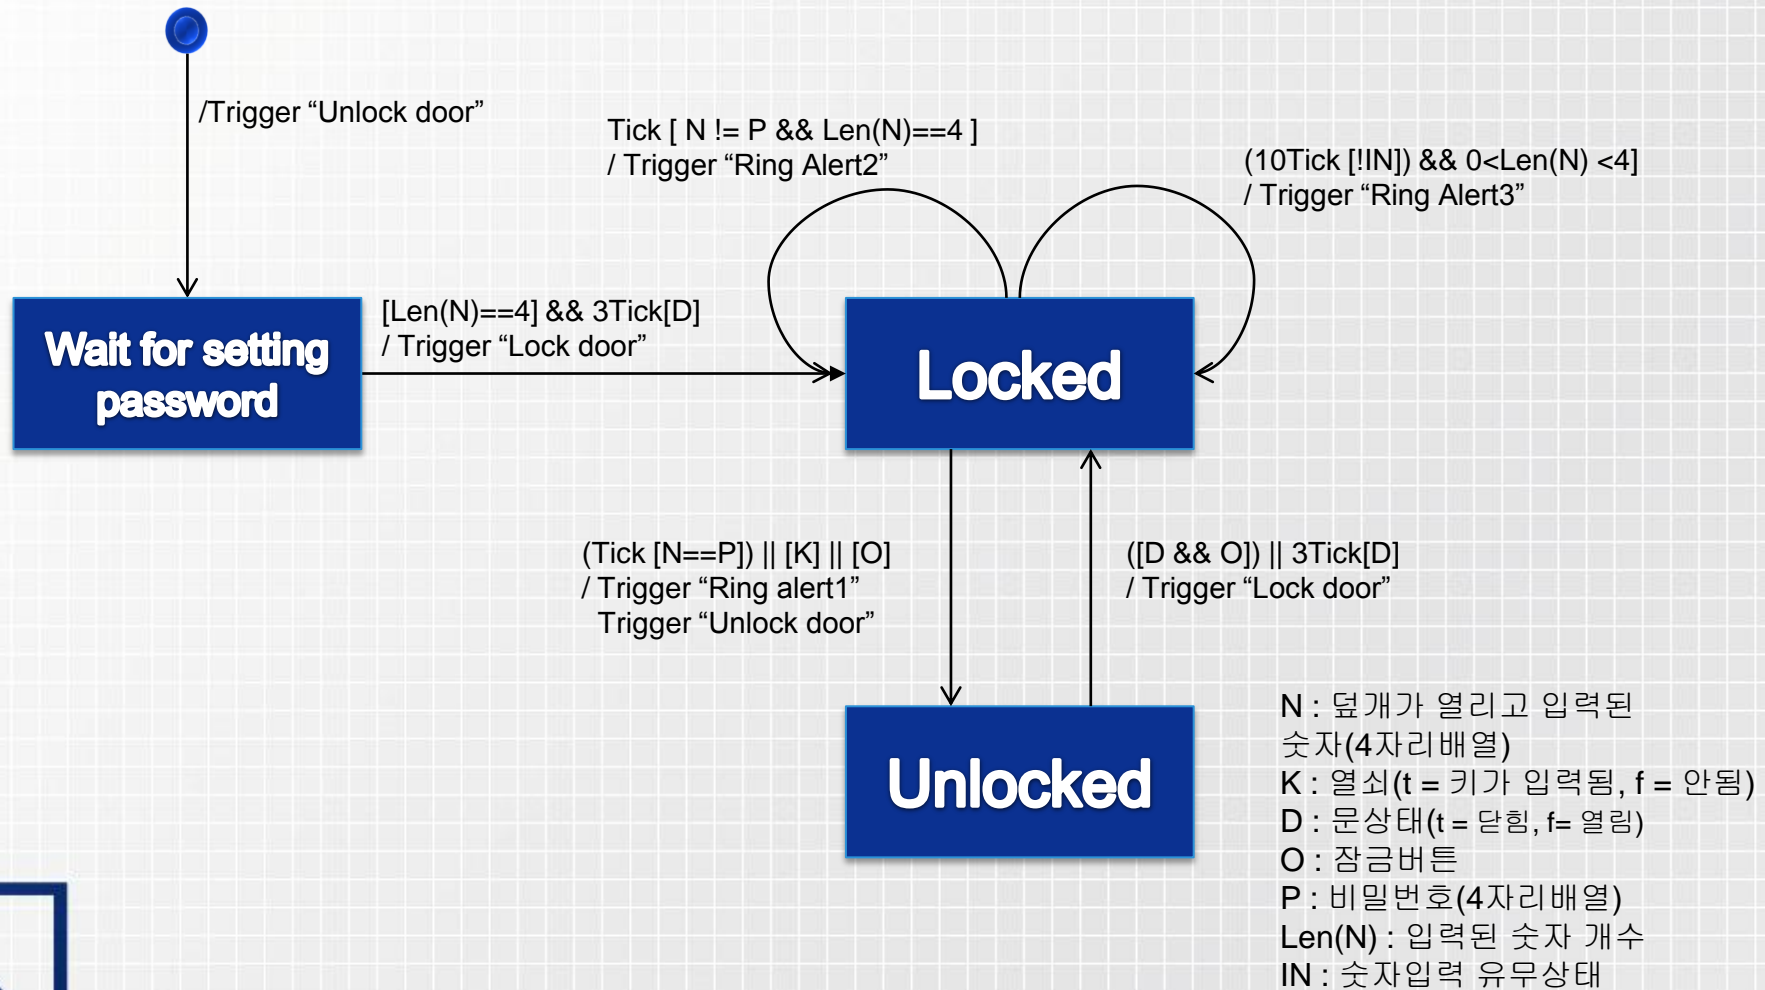 /Trigger “Unlock door”
Tick [ N != P && Len(N)==4 ]
/ Trigger “Ring Alert2”
(10Tick [!IN]) && 0<Len(N) <4]
/ Trigger “Ring Alert3”
[Len(N)==4] && 3Tick[D]
/ Trigger “Lock door”
Wait for setting
password
Locked
(Tick [N==P]) || [K] || [O]
/ Trigger “Ring alert1”
Trigger “Unlock door”
([D && O]) || 3Tick[D]
/ Trigger “Lock door”
Unlocked
N : 덮개가 열리고 입력된
숫자(4자리배열)
K : 열쇠(t = 키가 입력됨, f = 안됨)
D : 문상태(t = 닫힘, f= 열림)
O : 잠금버튼
P : 비밀번호(4자리배열)
Len(N) : 입력된 숫자 개수
IN : 숫자입력 유무상태